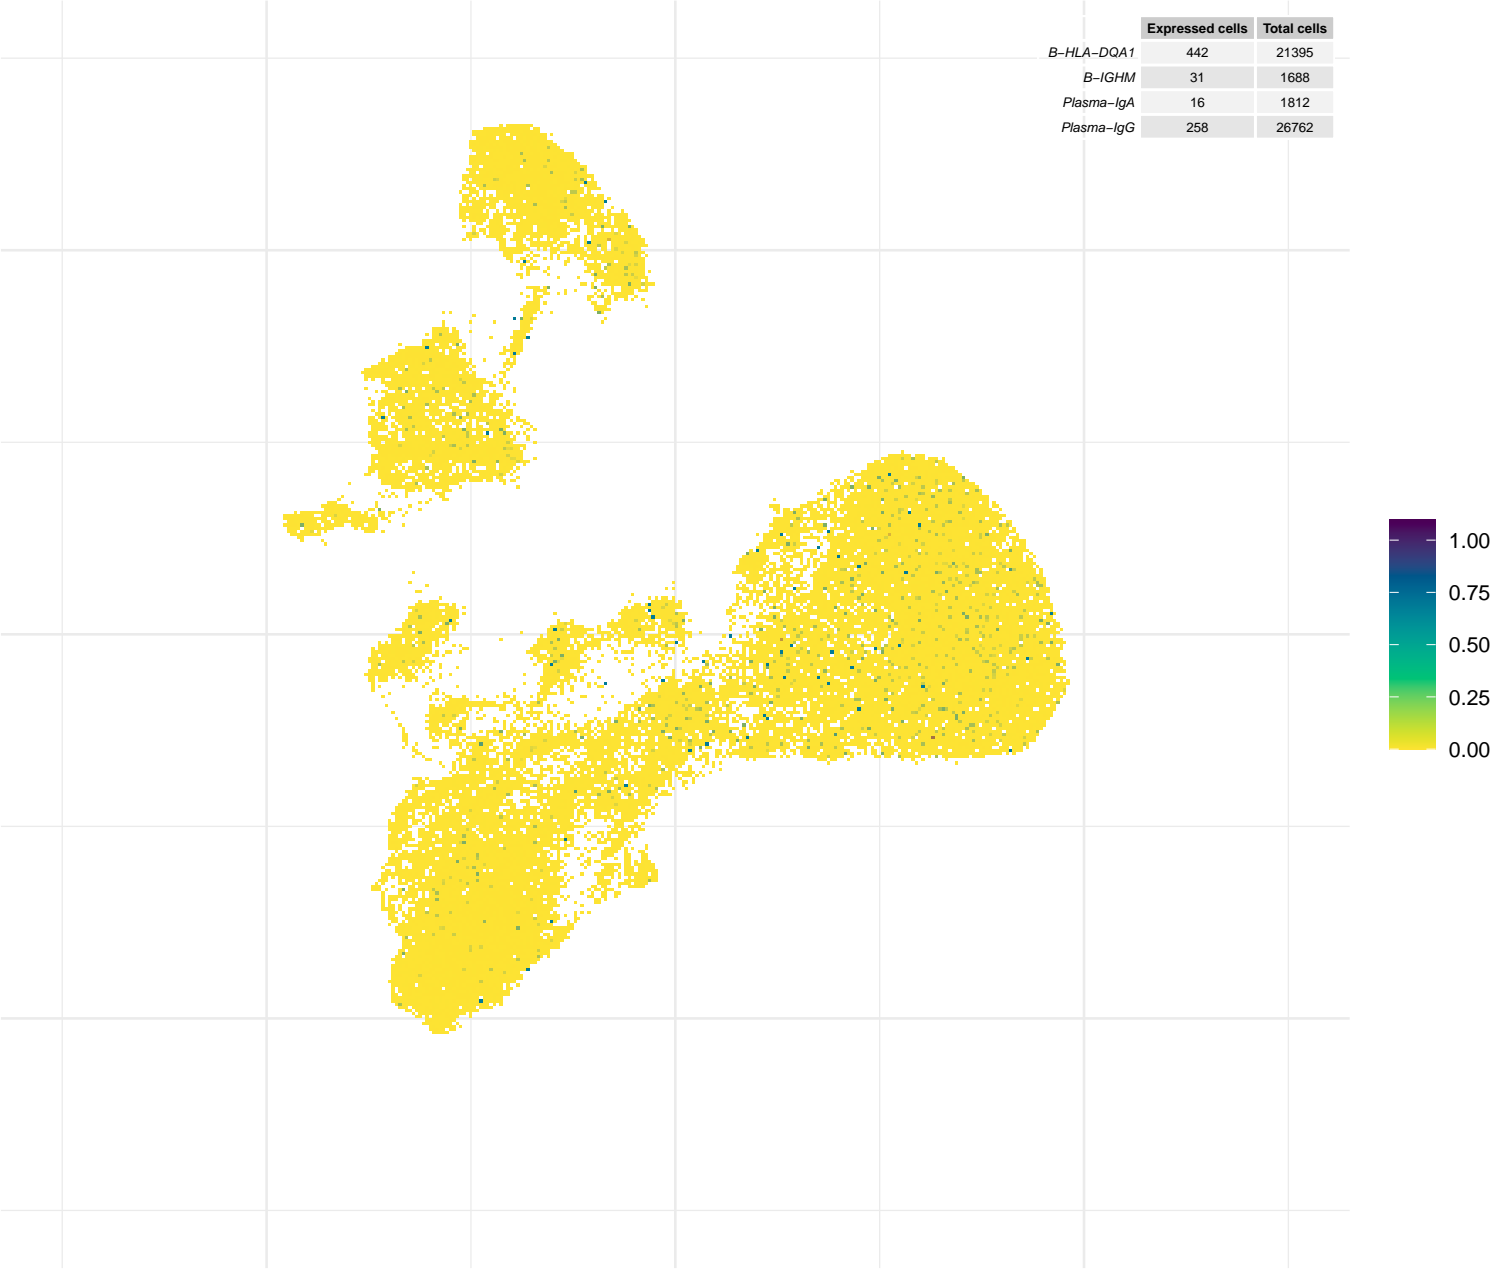 Expressed cells Total cells
B−HLA−DQA1 442 21395
B−IGHM 31 1688
Plasma−IgA 16 1812
Plasma−IgG 258 26762
1.00
0.75
0.50
0.25
0.00